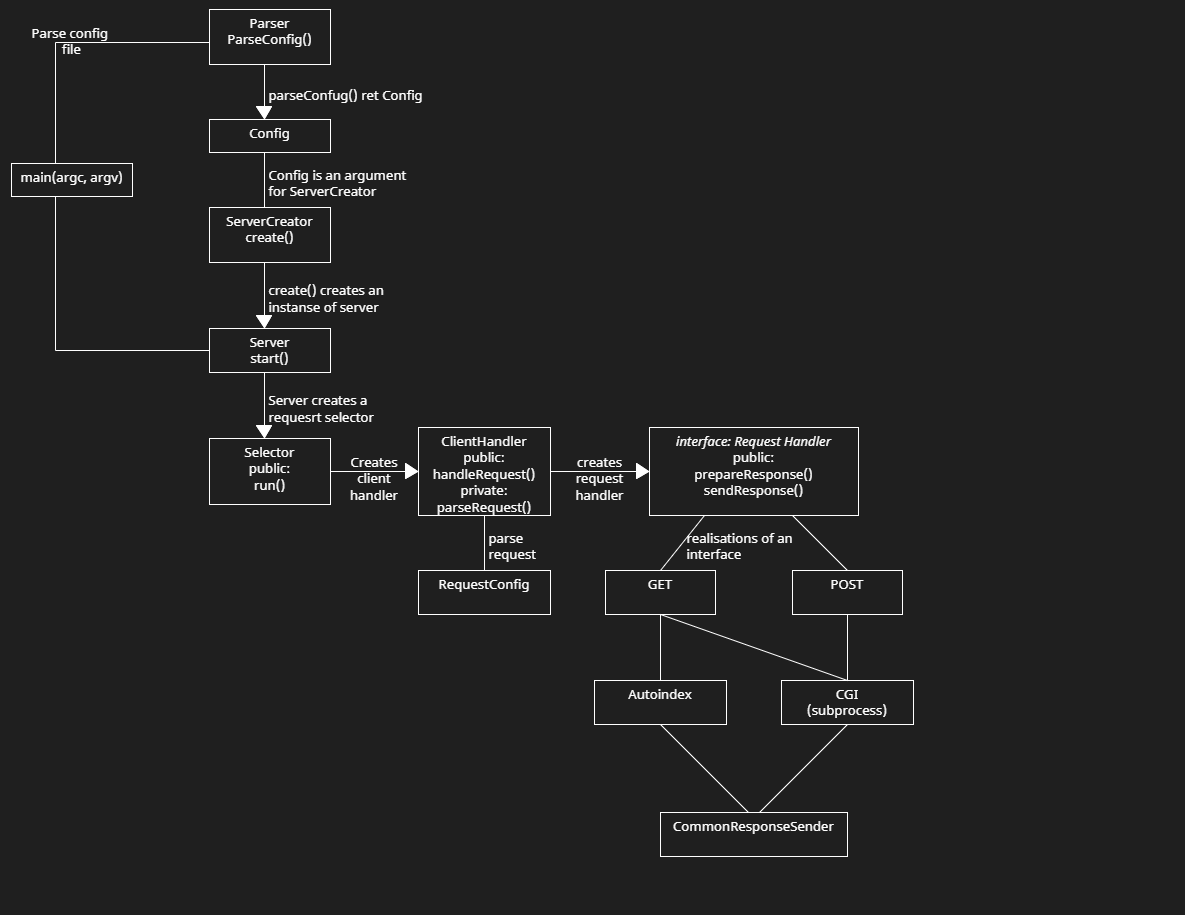 Parser
ParseConfig()
Parse config
file
parseConfug() ret Config
Config
main(argc, argv)
Config is an argument
for ServerCreator
ServerCreator
create()
create() creates an
instanse of server
Server
start()
Server creates a
requesrt selector
Selector
public:
run()
Creates
client
handler
ClientHandler
public:
handleRequest()
private:
parseRequest()
creates
request
handler
interface: Request Handler
public:
prepareResponse()
sendResponse()
parse
request
realisations of an
interface
RequestConfig
GET
POST
Autoindex
CGI
(subprocess)
CommonResponseSender